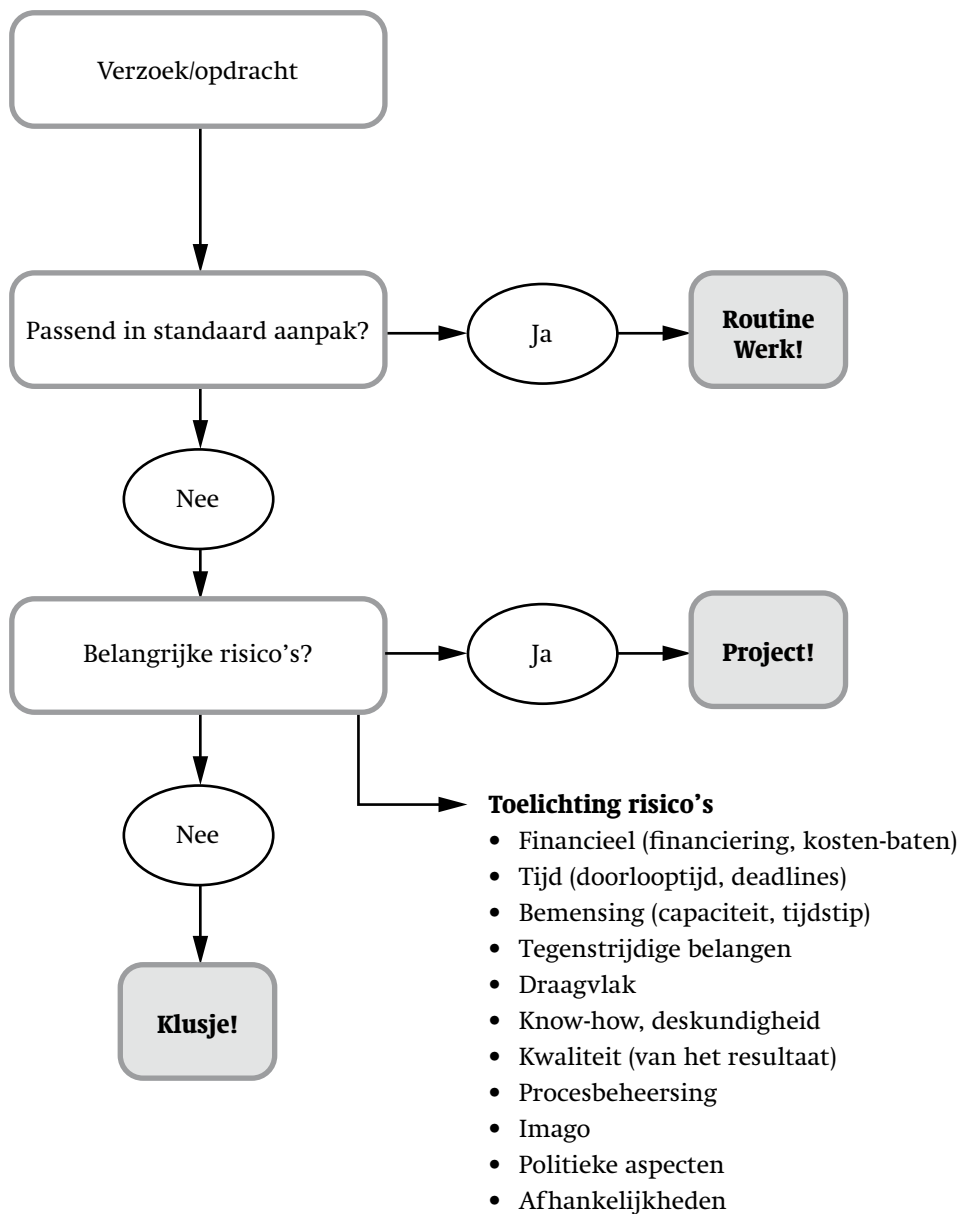 Verzoek/opdracht
Passend in standaard aanpak?
Ja
Routine
Werk!
Nee
Belangrijke risico’s?
Ja
Project!
Nee
Klusje!
Toelichting risico’s
• Financieel (financiering, kosten-baten)
• Tijd (doorlooptijd, deadlines)
• Bemensing (capaciteit, tijdstip)
• Tegenstrijdige belangen
• Draagvlak
• Know-how, deskundigheid
• Kwaliteit (van het resultaat)
• Procesbeheersing
• Imago
• Politieke aspecten
• Afhankelijkheden